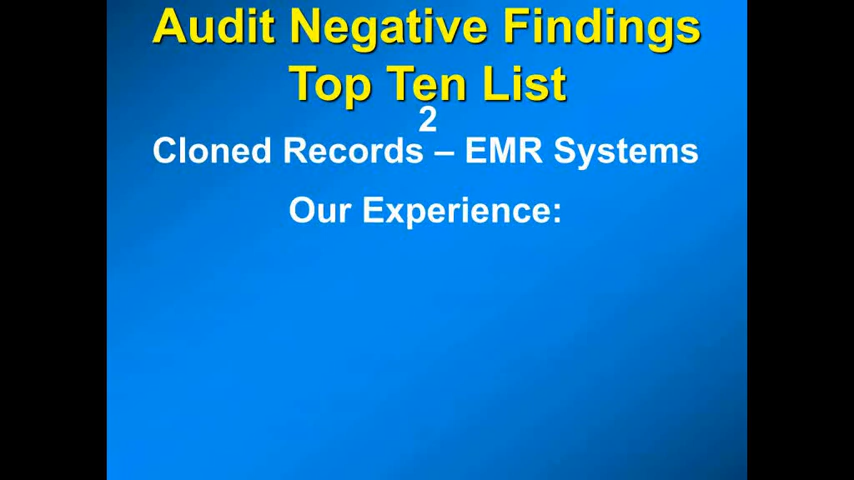 Audit Negative Findings
Top Ten List
2
Cloned Records – EMR Systems
Our Experience: